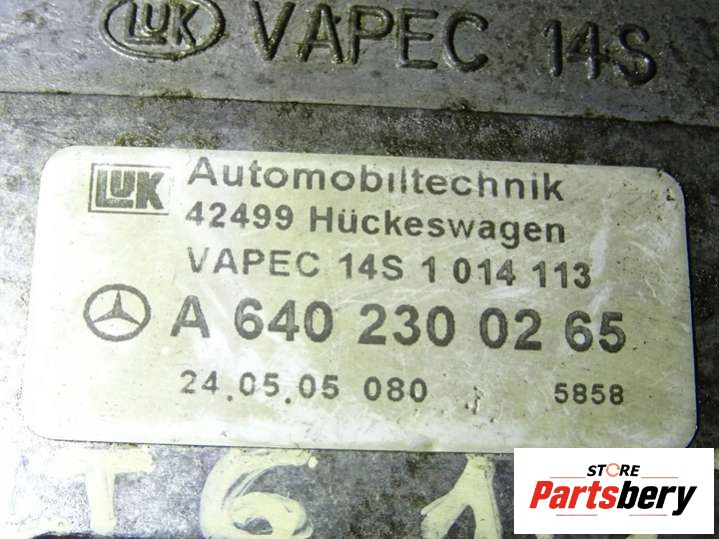 LUK VAPEC 14S
LUK Automobiltechnik
42499 Hückeswagen
VAPEC 14S 1 014 113
A 640 230 02 65
24.05.05 080 5858
T6
STORE
Partsbery